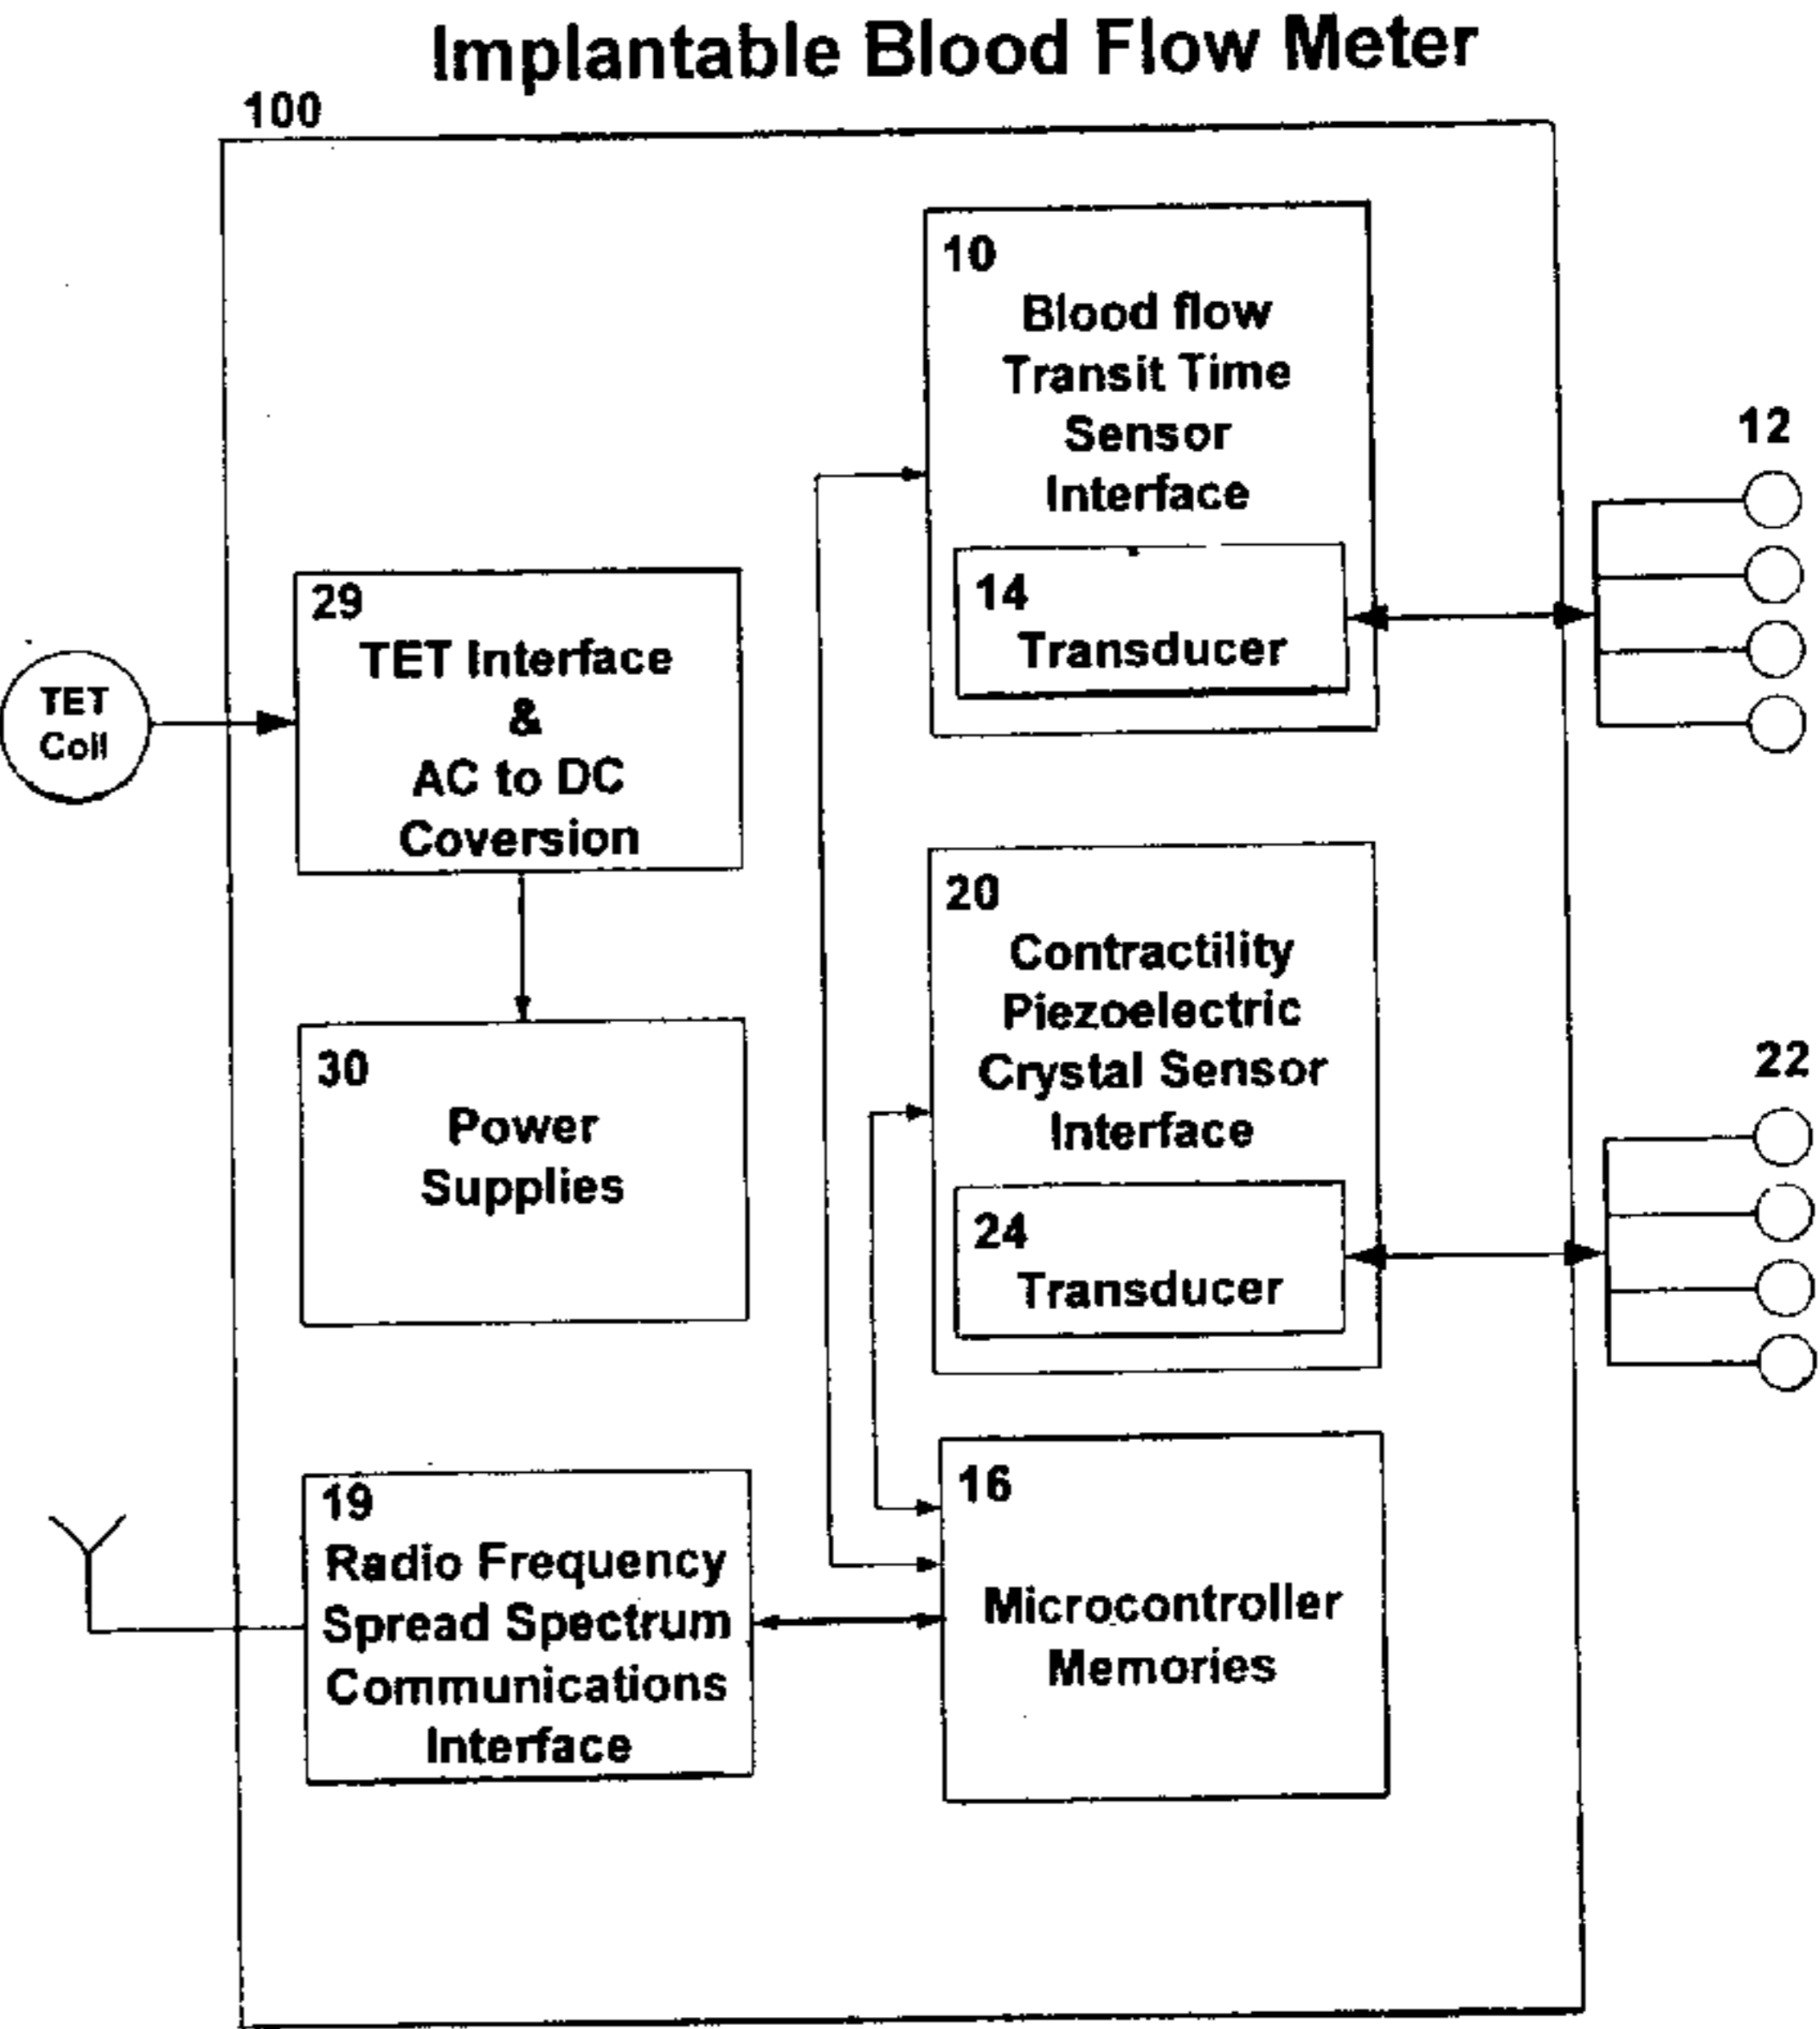 Implantable Blood Flow Meter
100
10
Blood flow
Transit Time
Sensor
Interface
14
Transducer
12
29
TET Interface
&
AC to DC
Coversion
TET
Coil
20
Contractility
Piezoelectric
Crystal Sensor
Interface
24
Transducer
22
30
Power
Supplies
19
Radio Frequency
Spread Spectrum
Communications
Interface
16
Microcontroller
Memories